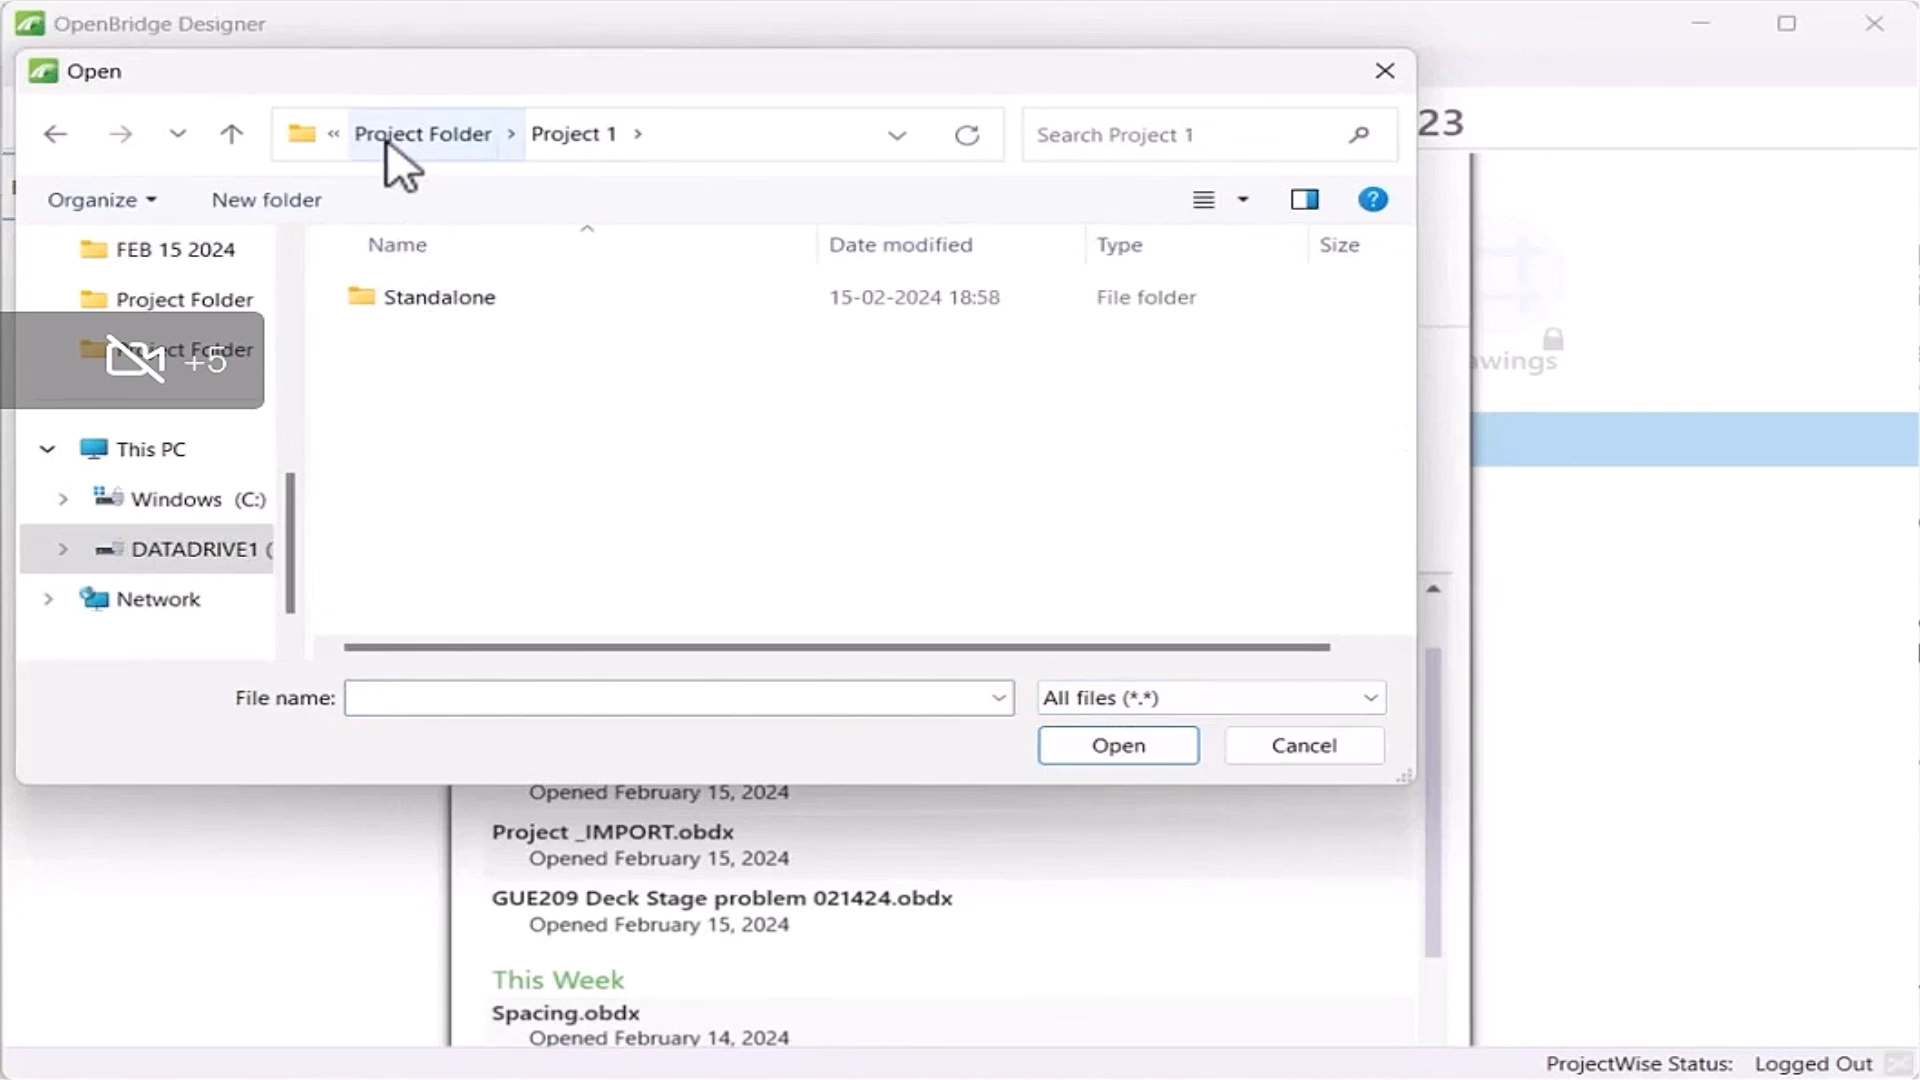 OpenBridge Designer
Open
Project Folder > Project 1 >
Search Project 1
23
Organize
New folder
Name
Date modified
Type
Size
FEB 15 2024
Standalone
15-02-2024 18:58
File folder
Project Folder
Project Folder
+5
awings
This PC
Windows (C:)
DATADRIVE1 (
Network
File name:
All files (*.*)
Open
Cancel
Opened February 15, 2024
Project _IMPORT.obdx
Opened February 15, 2024
GUE209 Deck Stage problem 021424.obdx
Opened February 15, 2024
This Week
Spacing.obdx
Opened February 14, 2024
ProjectWise Status: Logged Out